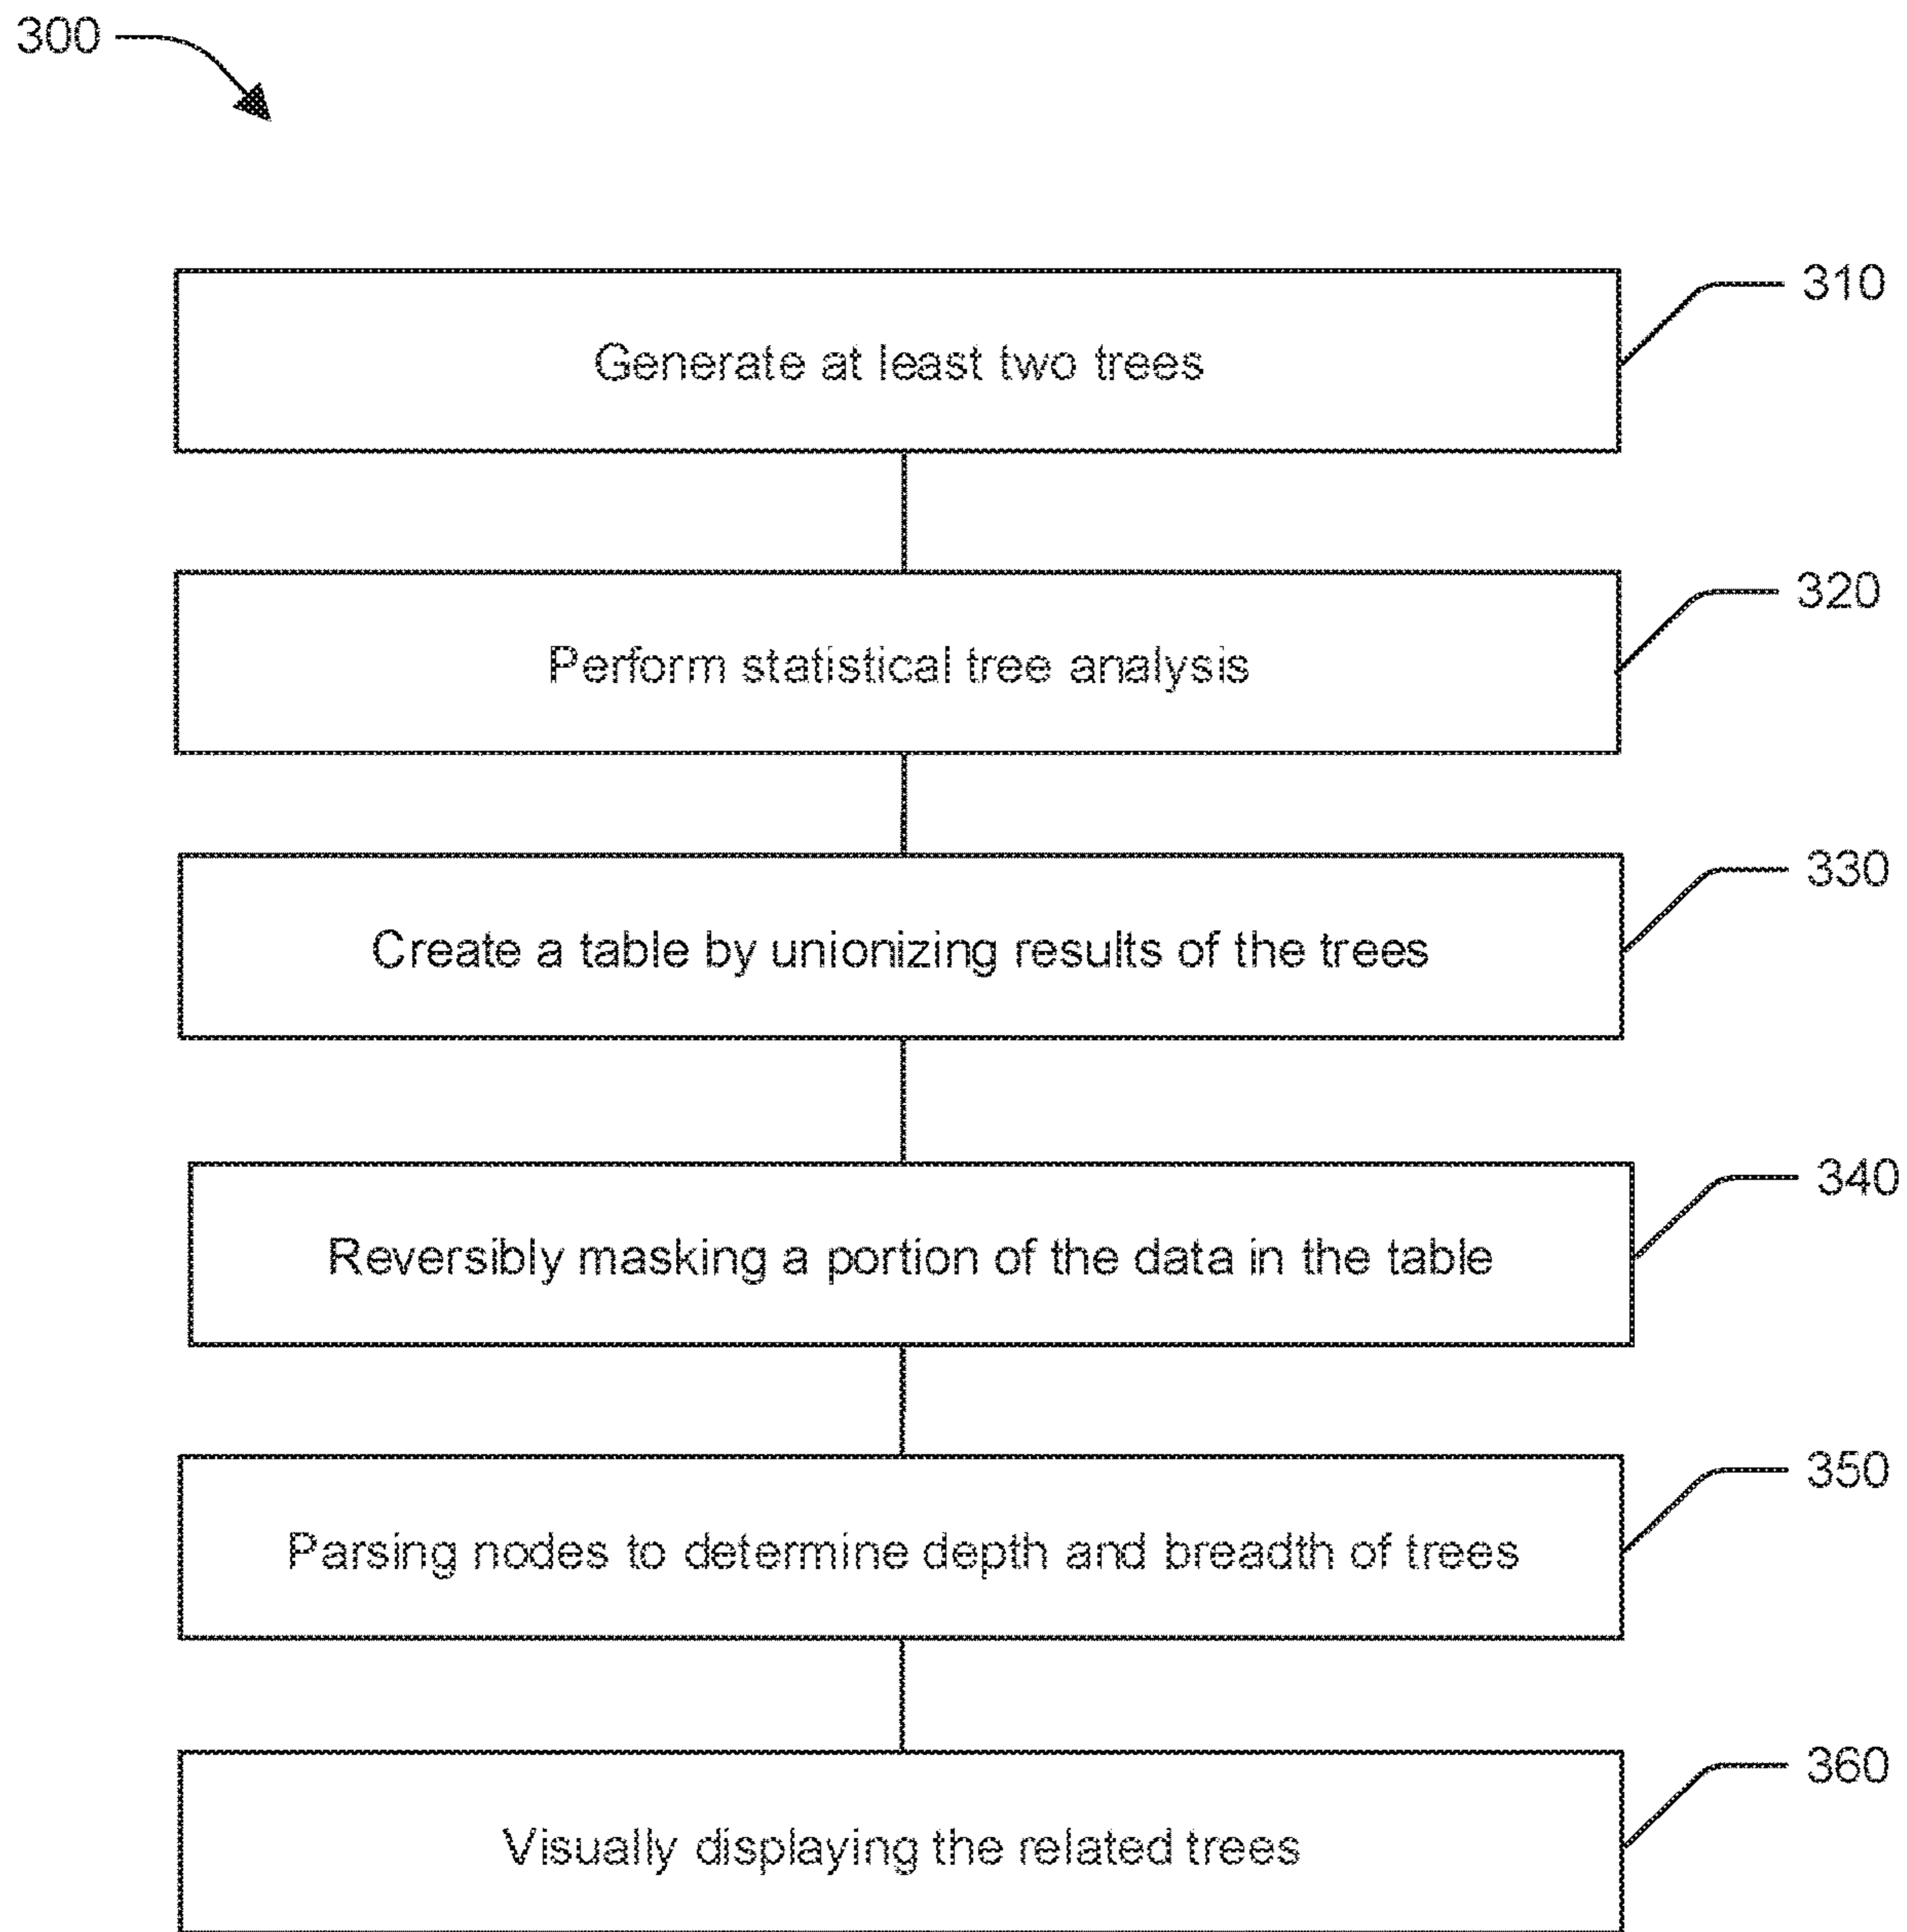 300
310
Generate at least two trees
320
Perform statistical tree analysis
330
Create a table by unionizing results of the trees
340
Reversibly masking a portion of the data in the table
350
Parsing nodes to determine depth and breadth of trees
360
Visually displaying the related trees